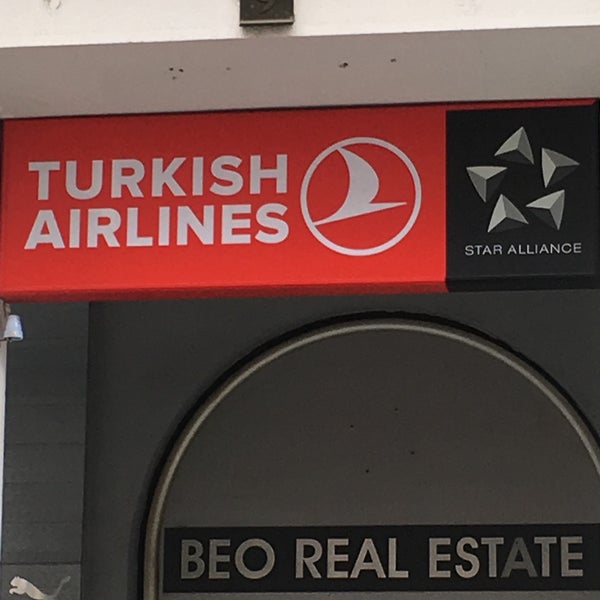 TURKISH
AIRLINES
STAR ALLIANCE
BEO REAL ESTATE